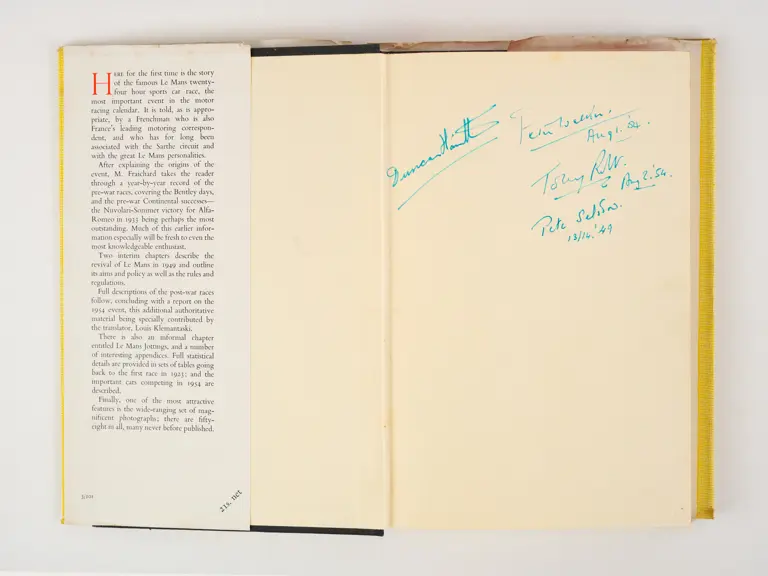 HERE for the first time is the story
of the famous Le Mans twenty-
four hour sports car race, the
most important event in the motor
racing calendar. It is told, as is appro-
priate, by a Frenchman who is also
France's leading motoring correspon-
dent, and who has for long been
associated with the Sarthe circuit and
with the great Le Mans personalities.
After explaining the origins of the
event, M. Fraichard takes the reader
through a year-by-year record of the
pre-war races, covering the Bentley days,
and the pre-war Continental successes—
the Nuvolari-Sommer victory for Alfa-
Romeo in 1933 being perhaps the most
outstanding. Much of this earlier infor-
mation especially will be fresh to even the
most knowledgeable enthusiast.
Two interim chapters describe the
revival of Le Mans in 1949 and outline
its aims and policy as well as the rules and
regulations.
Full descriptions of the post-war races
follow, concluding with a report on the
1954 event, this additional authoritative
material being specially contributed by
the translator, Louis Klemantaski.
There is also an informal chapter
entitled Le Mans Jottings, and a number
of interesting appendices. Full statistical
details are provided in sets of tables going
back to the first race in 1923; and the
important cars competing in 1954 are
described.
Finally, one of the most attractive
features is the wide-ranging set of mag-
nificent photographs; there are fifty-
eight in all, many never before published.
21s. net
Duncan Hamilton
Peter
Aug 1. '54.
Tony Rolt.
Aug 2. '54.
Pete
13/14. '49